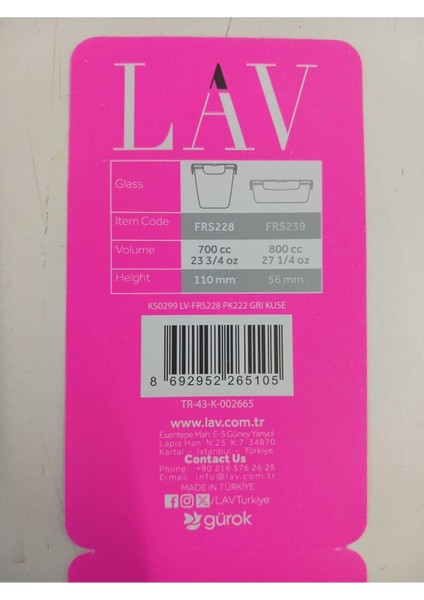 LAV
Glass
Item Code FRS228 FRS239
Volume 700 cc 800 cc
23 3/4 oz 27 1/4 oz
Height 110 mm 56 mm
KS0299 LV-FRS228 PK222 GRI KUSE
8 692952 265105
TR-43-K-002665
www.lav.com.tr
Esentepe Mah. E-5 Güney Yanyol
Lapis Han N:25 K:7 34870
Kartal - İstanbul - Türkiye
Contact Us
Phone: +90 216 576 26 25
E-mail: info@lav.com.tr
MADE IN TÜRKİYE
/LAVTurkiye
gürok